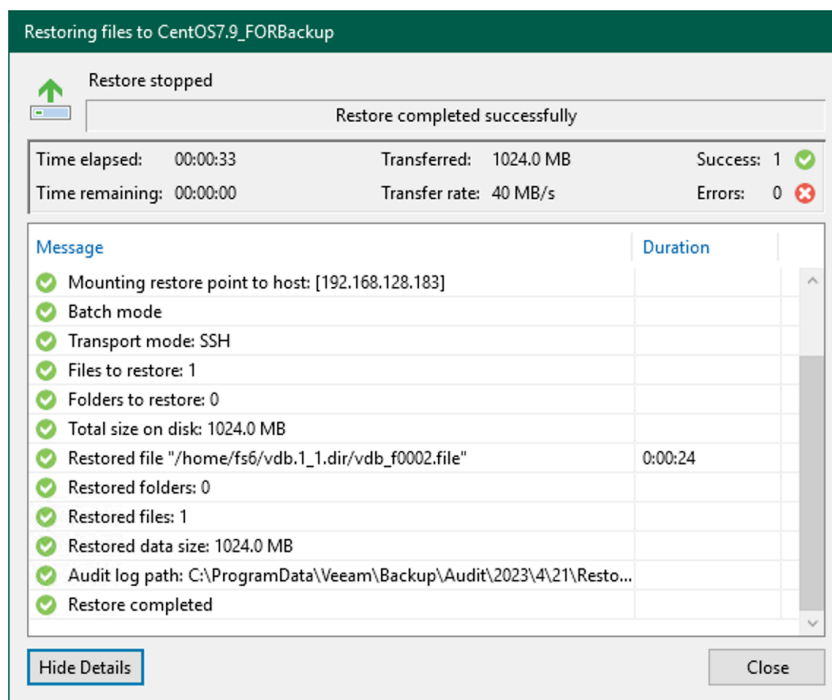 Restoring files to CentOS7.9_FORBackup
Restore stopped
Restore completed successfully
Time elapsed: 00:00:33 Transferred: 1024.0 MB Success: 1
Time remaining: 00:00:00 Transfer rate: 40 MB/s Errors: 0
Message Duration
Mounting restore point to host: [192.168.128.183]
Batch mode
Transport mode: SSH
Files to restore: 1
Folders to restore: 0
Total size on disk: 1024.0 MB
Restored file "/home/fs6/vdb.1_1.dir/vdb_f0002.file" 0:00:24
Restored folders: 0
Restored files: 1
Restored data size: 1024.0 MB
Audit log path: C:\ProgramData\Veeam\Backup\Audit\2023\4\21\Resto...
Restore completed
Hide Details Close